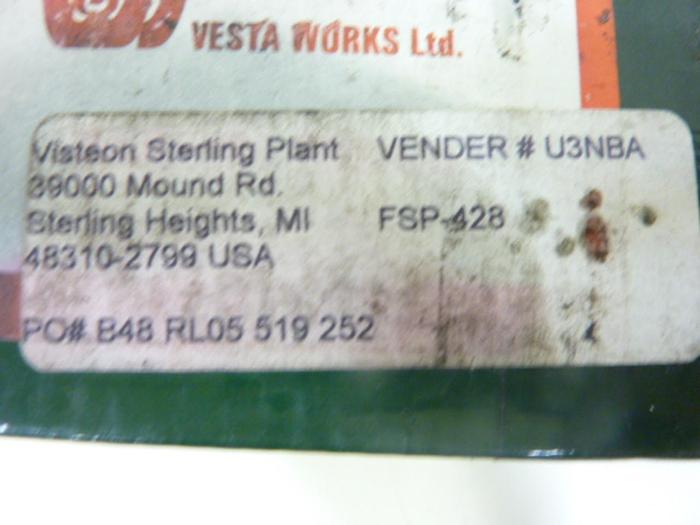 VESTA WORKS Ltd.
Visteon Sterling Plant VENDER # U3NBA
39000 Mound Rd.
Sterling Heights, MI FSP-428
48310-2799 USA
PO# B48 RL05 519 252